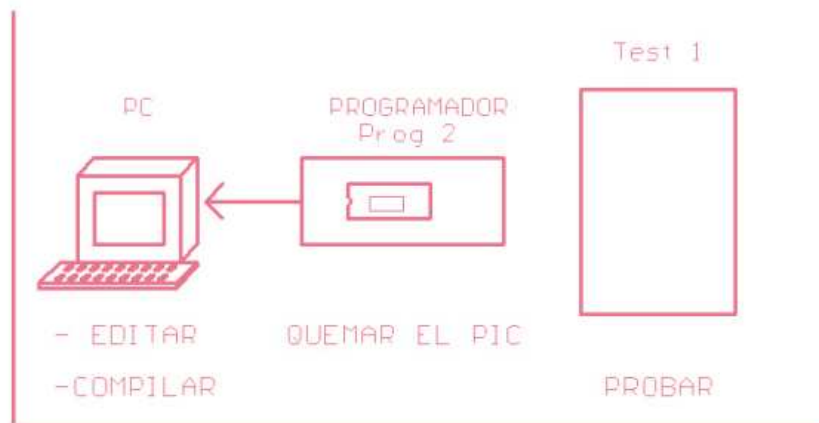 Test 1
PC
PROGRAMADOR
Prog 2
- EDITAR
QUEMAR EL PIC
-COMPILAR
PROBAR